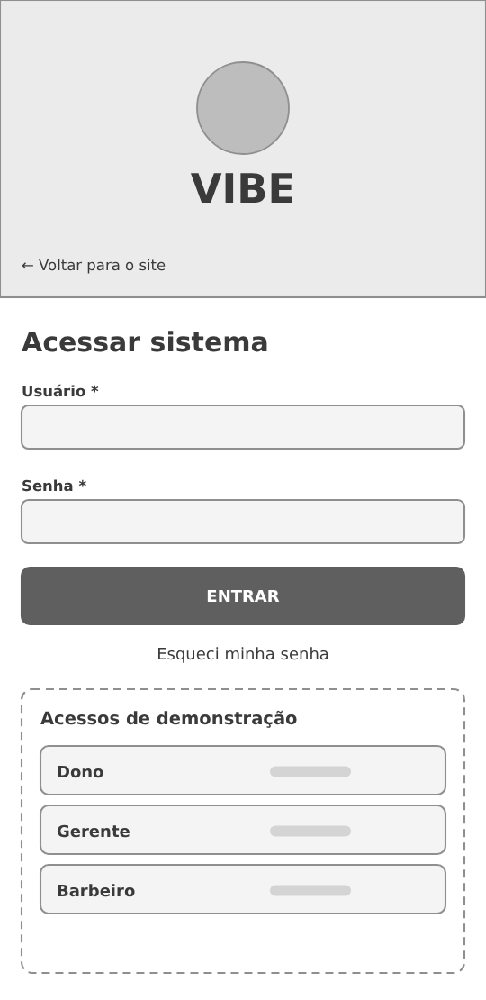 VIBE
← Voltar para o site
Acessar sistema
Usuário *
Senha *
ENTRAR
Esqueci minha senha
Acessos de demonstração
Dono
Gerente
Barbeiro